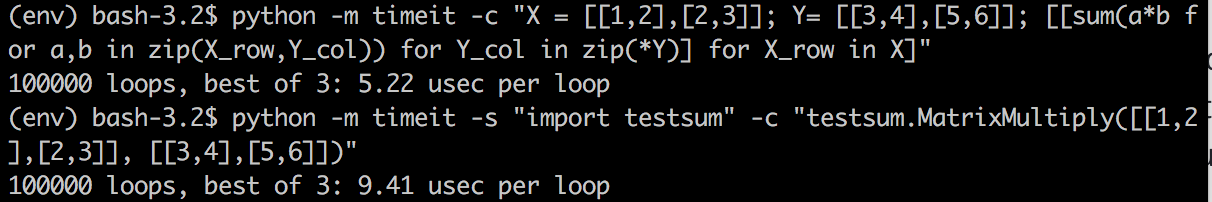 (env) bash-3.2$ python -m timeit -c "X = [[1,2],[2,3]]; Y= [[3,4],[5,6]]; [[sum(a*b f
or a,b in zip(X_row,Y_col)) for Y_col in zip(*Y)] for X_row in X]"
100000 loops, best of 3: 5.22 usec per loop
(env) bash-3.2$ python -m timeit -s "import testsum" -c "testsum.MatrixMultiply([[1,2
],[2,3]], [[3,4],[5,6]])"
100000 loops, best of 3: 9.41 usec per loop